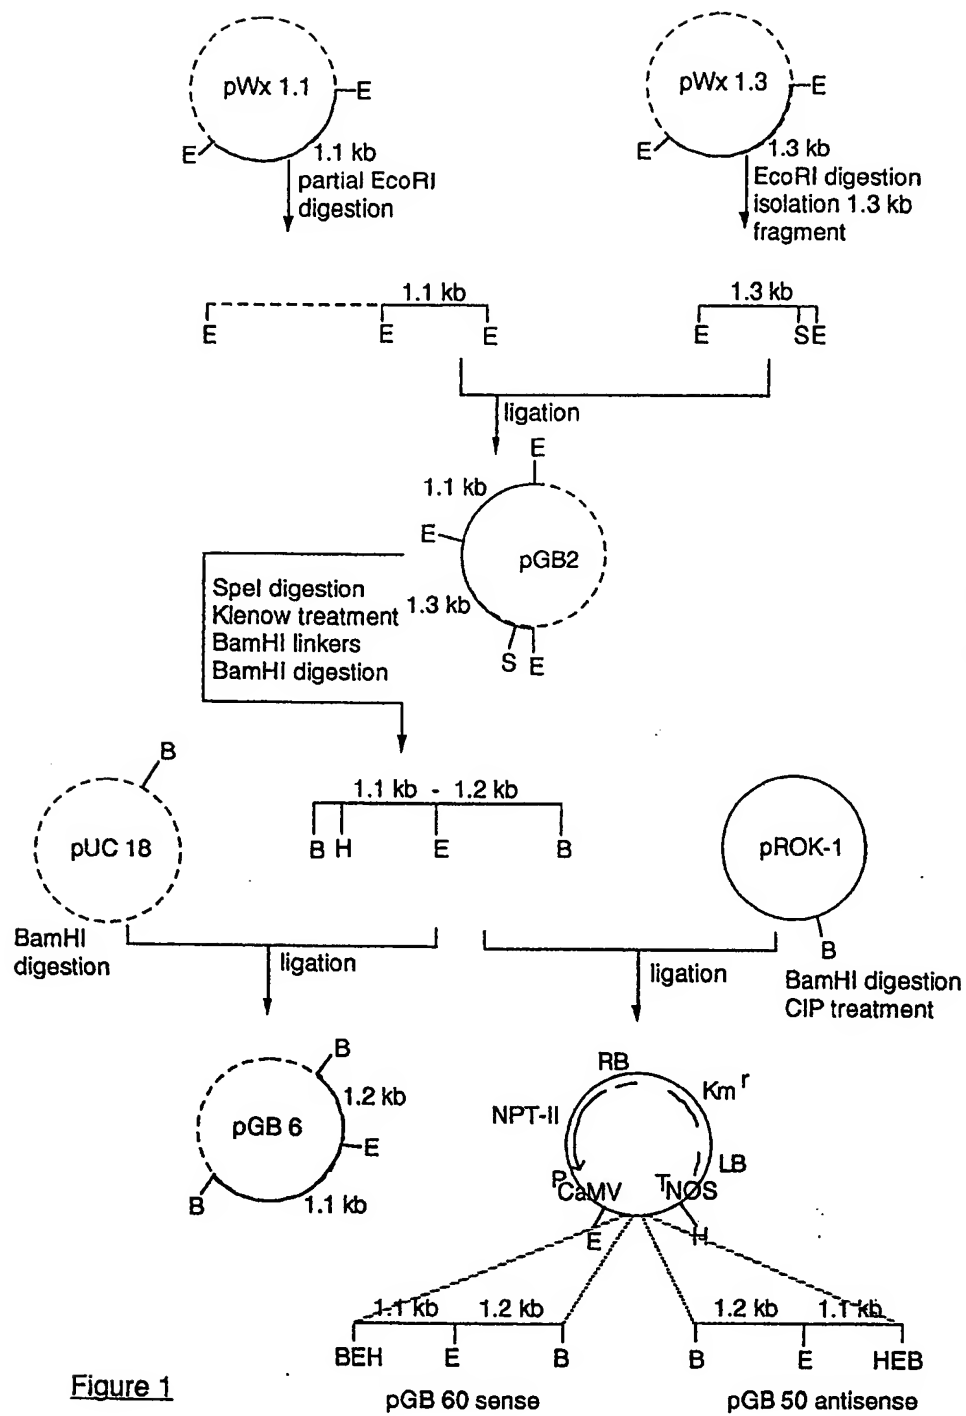 pWx 1.1
E
E
1.1 kb
partial EcoRI
digestion
pWx 1.3
E
E
1.3 kb
EcoRI digestion
isolation 1.3 kb
fragment
1.1 kb
E
E
E
1.3 kb
E
SE
ligation
E
1.1 kb
E
pGB2
1.3 kb
S
E
SpeI digestion
Klenow treatment
BamHI linkers
BamHI digestion
B
pUC 18
BamHI
digestion
1.1 kb - 1.2 kb
B H
E
B
pROK-1
B
BamHI digestion
CIP treatment
ligation
ligation
B
1.2 kb
pGB 6
E
B
1.1 kb
RB
Km r
NPT-II
LB
PCaMV
TNOS
E
H
1.1 kb
1.2 kb
BEH
E
B
pGB 60 sense
1.2 kb
1.1 kb
B
E
HEB
pGB 50 antisense
Figure 1